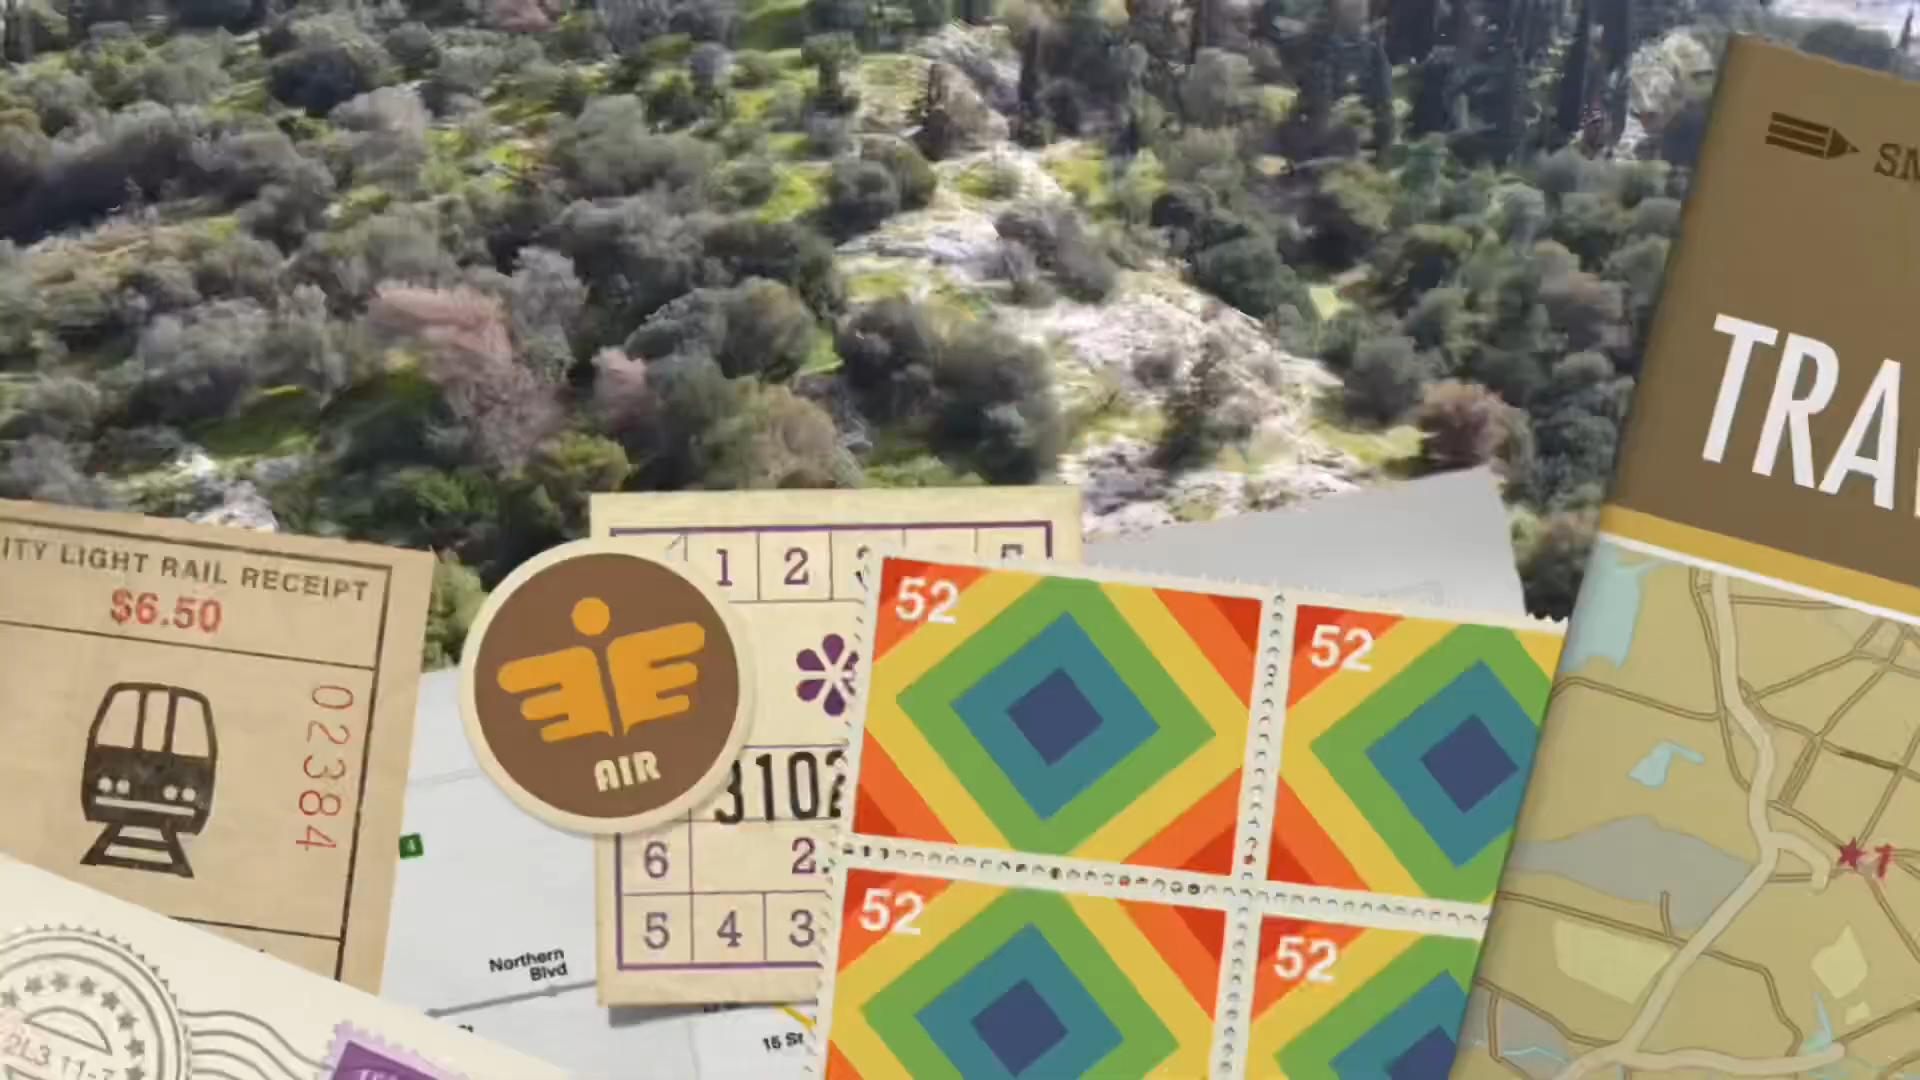 ITY LIGHT RAIL RECEIPT
$6.50
02384
AIR
1 2
3102
6 2
5 4 3
52
52
52
52
TRA
1
4
Northern
Blvd
15 St